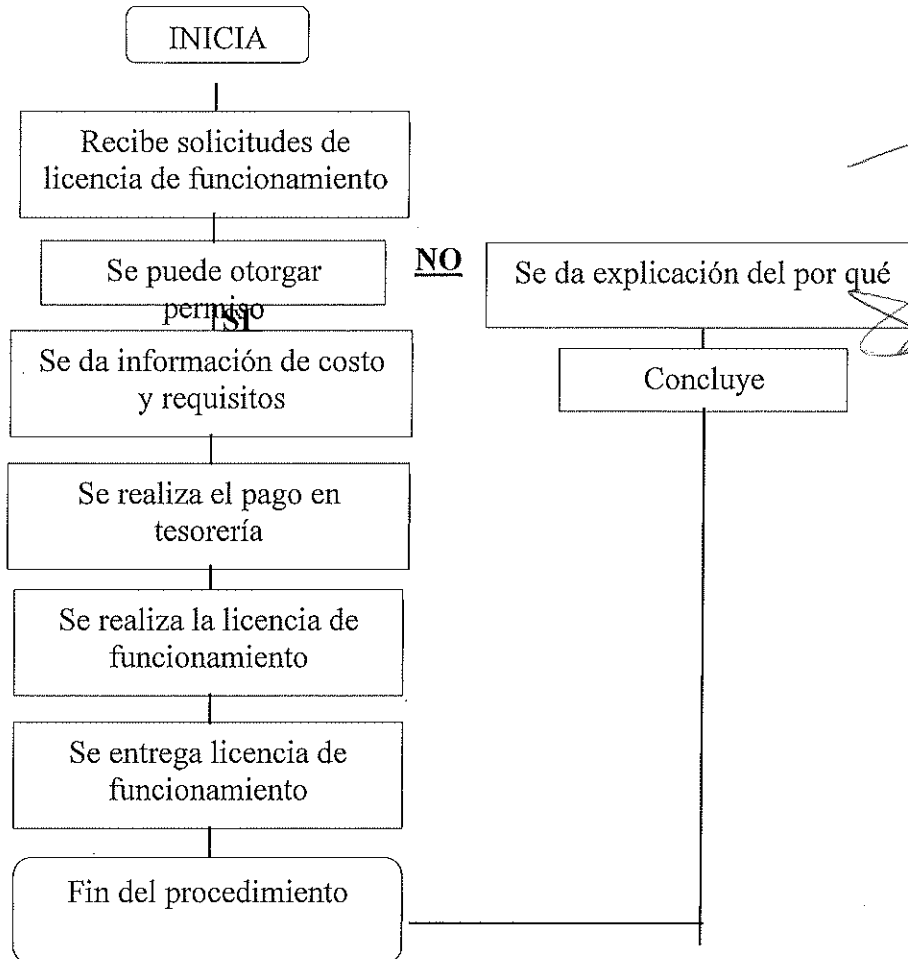 INICIA
Recibe solicitudes de
licencia de funcionamiento
Se puede otorgar
permiso
NO
Se da explicación del por qué
SI
Se da información de costo
y requisitos
Concluye
Se realiza el pago en
tesorería
Se realiza la licencia de
funcionamiento
Se entrega licencia de
funcionamiento
Fin del procedimiento